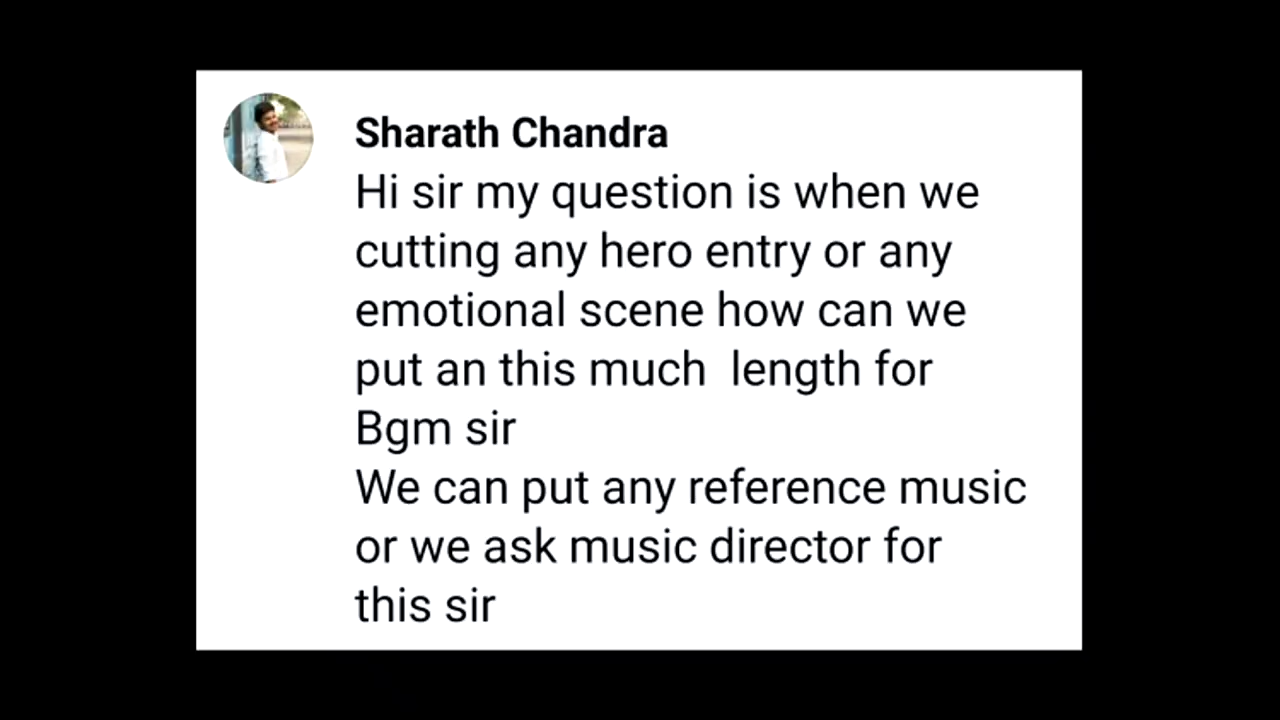 Sharath Chandra
Hi sir my question is when we
cutting any hero entry or any
emotional scene how can we
put an this much  length for
Bgm sir
We can put any reference music
or we ask music director for
this sir